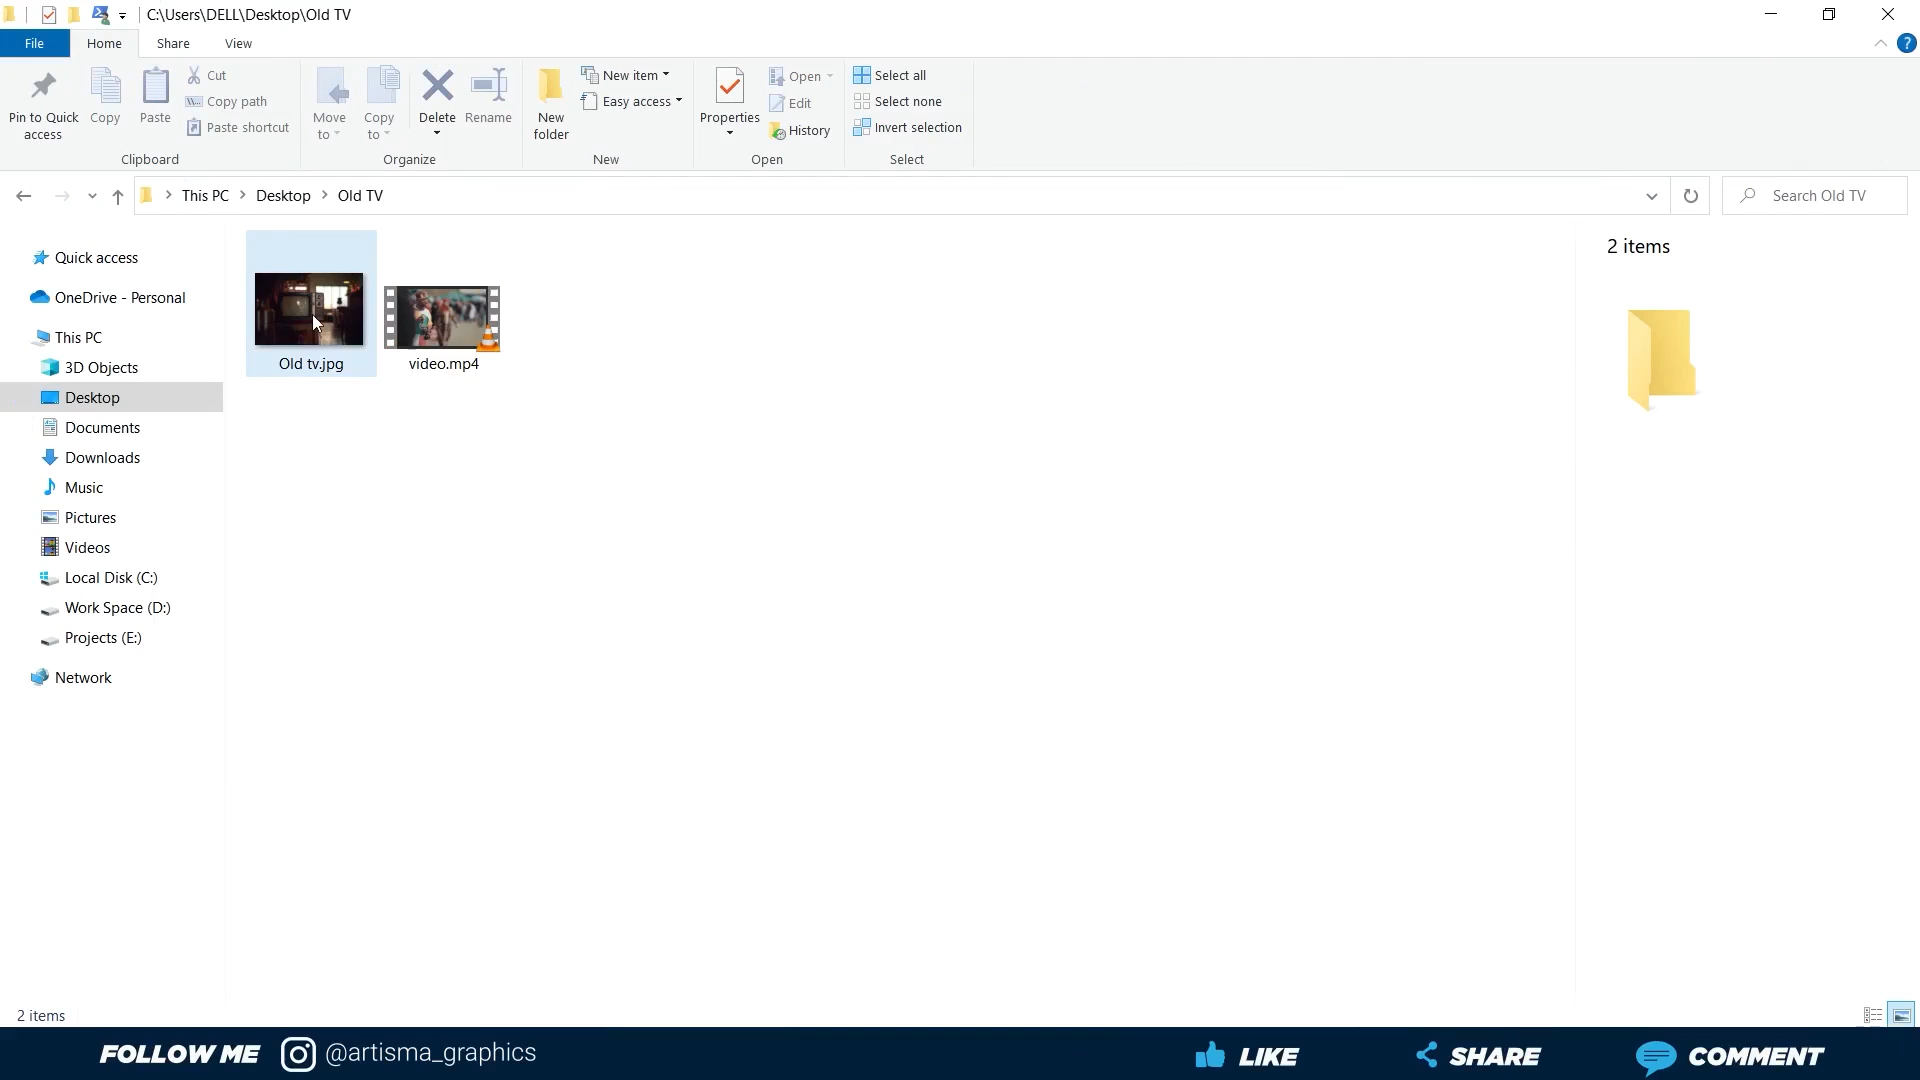 C:\Users\DELL\Desktop\Old TV
File Home Share View
Pin to Quick access
Copy
Paste
Cut
Copy path
Paste shortcut
Clipboard
Move to
Copy to
Delete
Rename
Organize
New folder
New item
Easy access
New
Properties
Open
Edit
History
Open
Select all
Select none
Invert selection
Select
This PC > Desktop > Old TV
Search Old TV
Quick access
OneDrive - Personal
This PC
3D Objects
Desktop
Documents
Downloads
Music
Pictures
Videos
Local Disk (C:)
Work Space (D:)
Projects (E:)
Network
Old tv.jpg
video.mp4
2 items
2 items
FOLLOW ME @artisma_graphics LIKE SHARE COMMENT